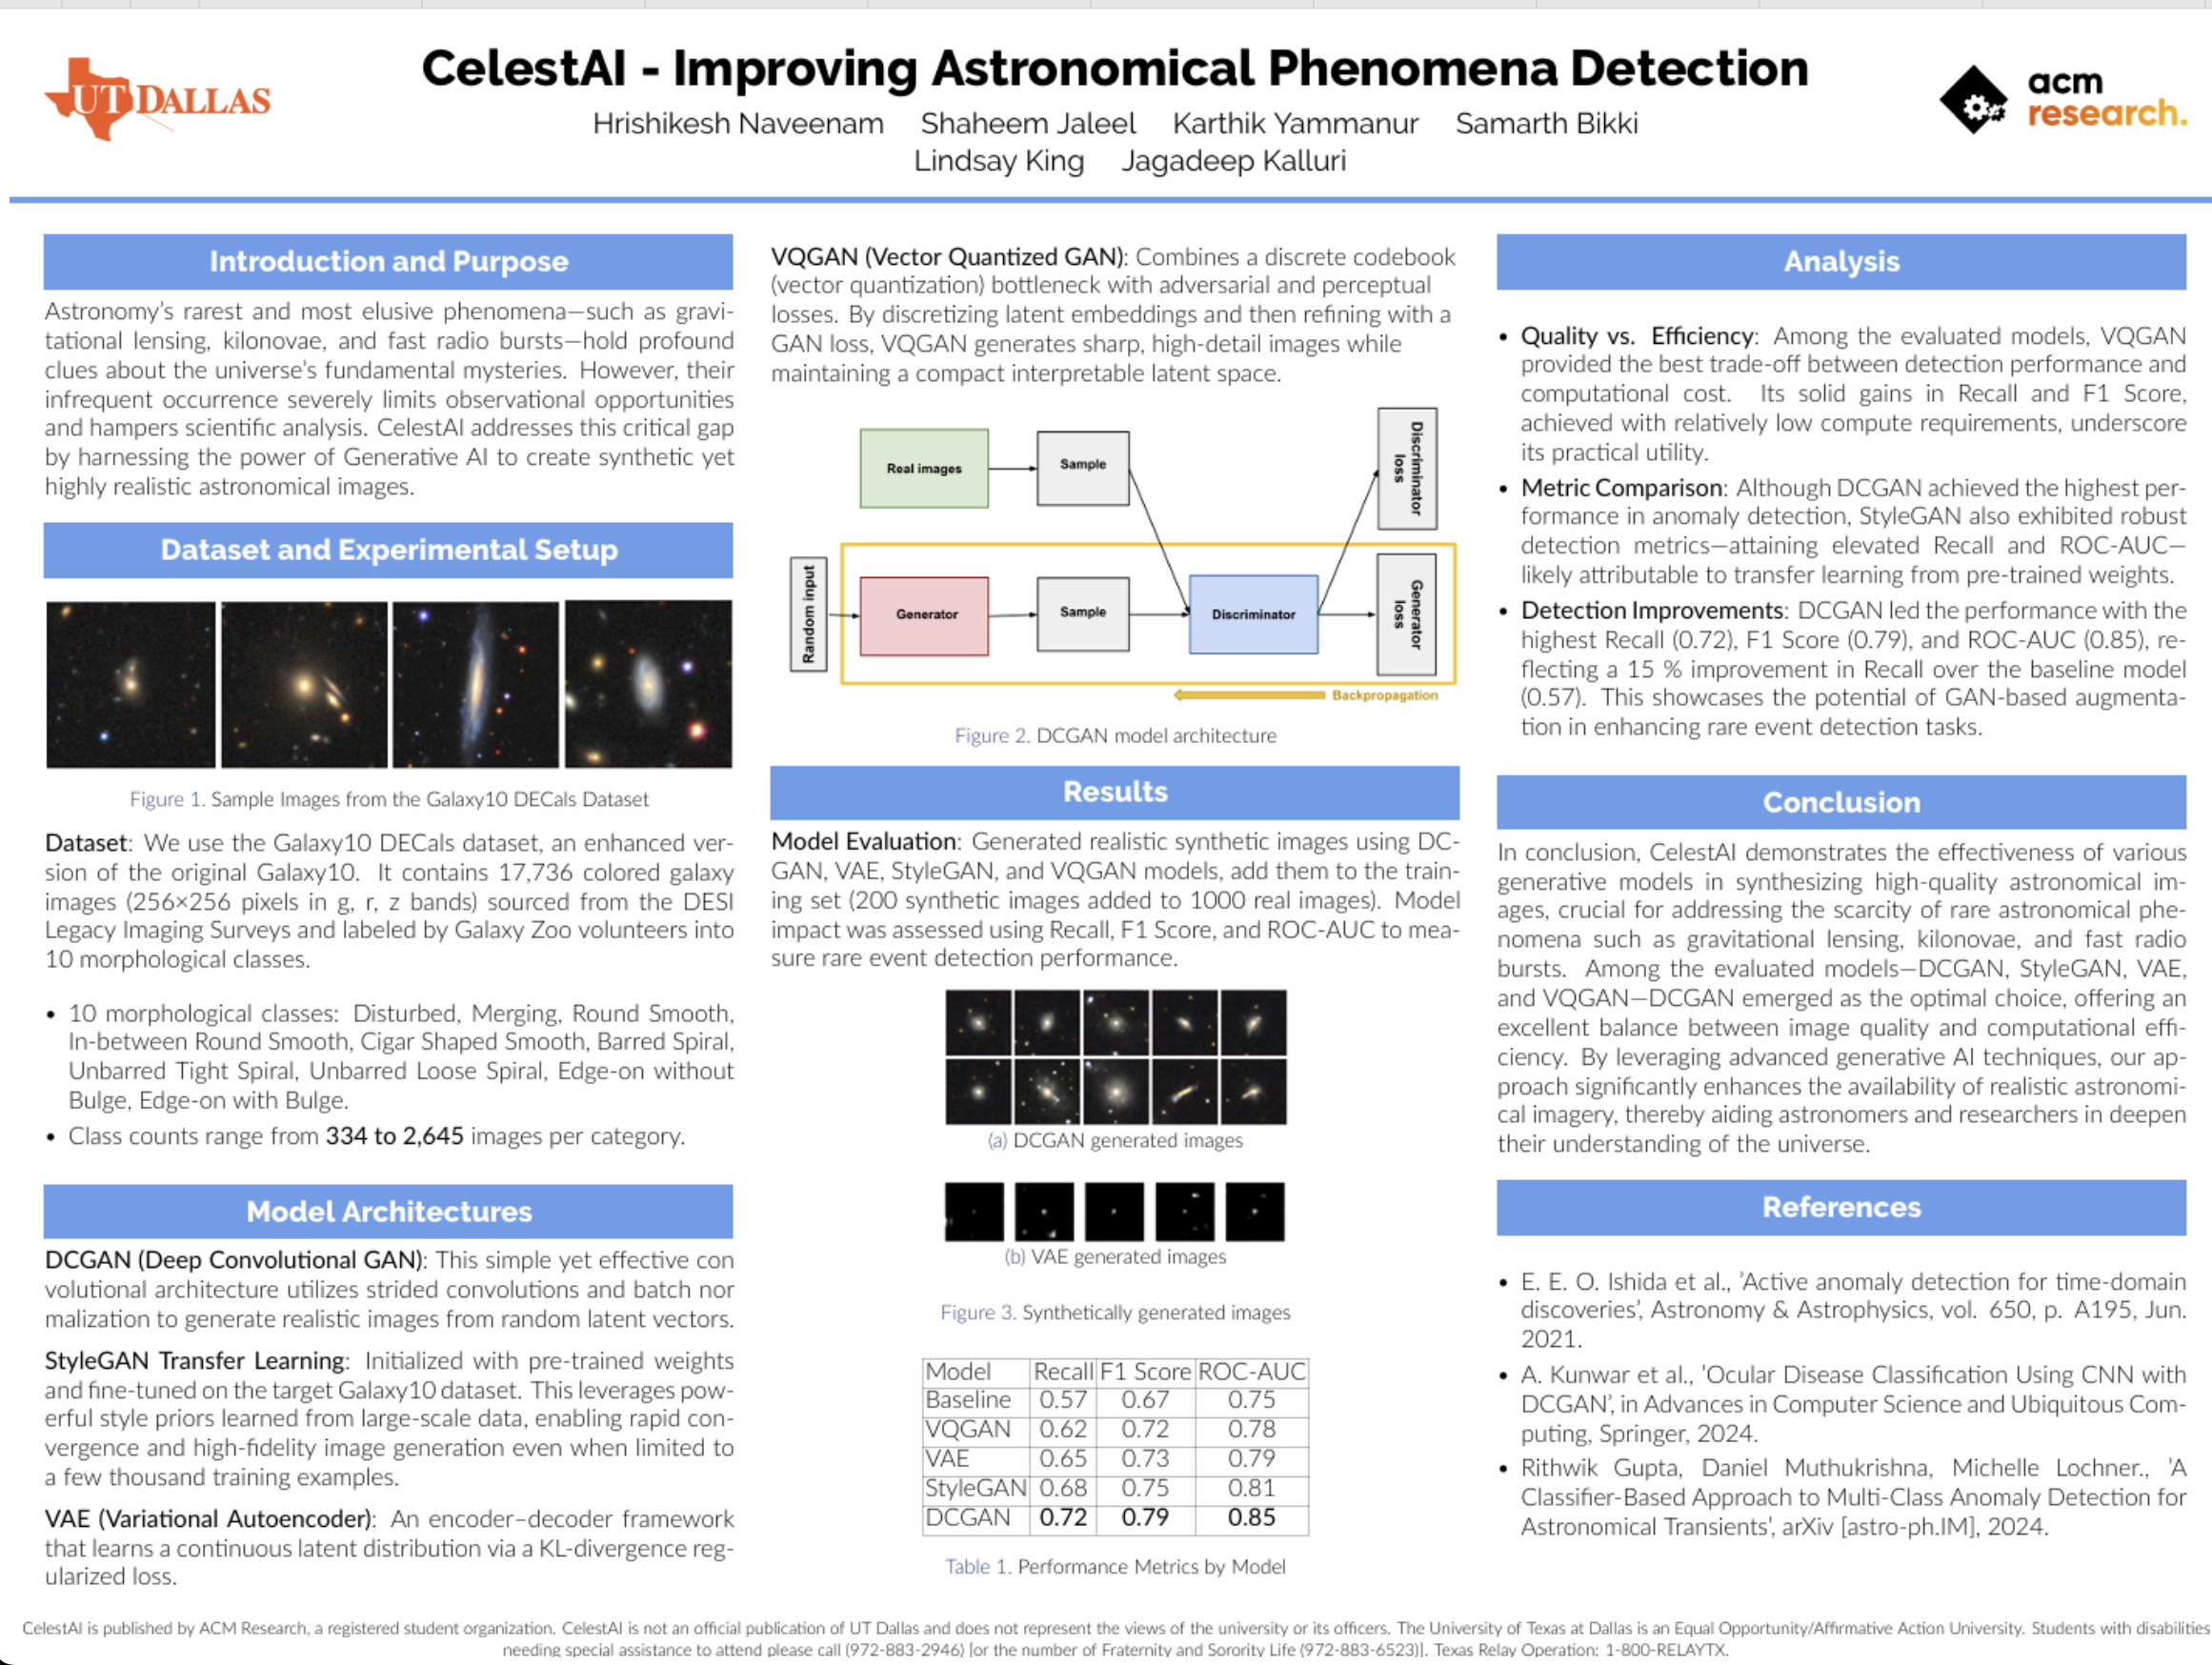 UT DALLAS
CelestAI - Improving Astronomical Phenomena Detection
Hrishikesh Naveenam Shaheem Jaleel Karthik Yammanur Samarth Bikki
Lindsay King Jagadeep Kalluri
acm
research.
Introduction and Purpose
Astronomy's rarest and most elusive phenomena—such as gravi-
tational lensing, kilonovae, and fast radio bursts—hold profound
clues about the universe's fundamental mysteries. However, their
infrequent occurrence severely limits observational opportunities
and hampers scientific analysis. CelestAI addresses this critical gap
by harnessing the power of Generative AI to create synthetic yet
highly realistic astronomical images.
Dataset and Experimental Setup
Figure 1. Sample Images from the Galaxy10 DECals Dataset
Dataset: We use the Galaxy10 DECals dataset, an enhanced ver-
sion of the original Galaxy10. It contains 17,736 colored galaxy
images (256×256 pixels in g, r, z bands) sourced from the DESI
Legacy Imaging Surveys and labeled by Galaxy Zoo volunteers into
10 morphological classes.
• 10 morphological classes: Disturbed, Merging, Round Smooth,
In-between Round Smooth, Cigar Shaped Smooth, Barred Spiral,
Unbarred Tight Spiral, Unbarred Loose Spiral, Edge-on without
Bulge, Edge-on with Bulge.
• Class counts range from 334 to 2,645 images per category.
Model Architectures
DCGAN (Deep Convolutional GAN): This simple yet effective con
volutional architecture utilizes strided convolutions and batch nor
malization to generate realistic images from random latent vectors.
StyleGAN Transfer Learning: Initialized with pre-trained weights
and fine-tuned on the target Galaxy10 dataset. This leverages pow-
erful style priors learned from large-scale data, enabling rapid con-
vergence and high-fidelity image generation even when limited to
a few thousand training examples.
VAE (Variational Autoencoder): An encoder–decoder framework
that learns a continuous latent distribution via a KL-divergence reg-
ularized loss.
VQGAN (Vector Quantized GAN): Combines a discrete codebook
(vector quantization) bottleneck with adversarial and perceptual
losses. By discretizing latent embeddings and then refining with a
GAN loss, VQGAN generates sharp, high-detail images while
maintaining a compact interpretable latent space.
Real images
Sample
Discriminator
loss
Random input
Generator
Sample
Discriminator
Generator
loss
Backpropagation
Figure 2. DCGAN model architecture
Results
Model Evaluation: Generated realistic synthetic images using DC-
GAN, VAE, StyleGAN, and VQGAN models, add them to the train-
ing set (200 synthetic images added to 1000 real images). Model
impact was assessed using Recall, F1 Score, and ROC-AUC to mea-
sure rare event detection performance.
(a) DCGAN generated images
(b) VAE generated images
Figure 3. Synthetically generated images
Model Recall F1 Score ROC-AUC
Baseline 0.57 0.67 0.75
VQGAN 0.62 0.72 0.78
VAE 0.65 0.73 0.79
StyleGAN 0.68 0.75 0.81
DCGAN 0.72 0.79 0.85
Table 1. Performance Metrics by Model
Analysis
• Quality vs. Efficiency: Among the evaluated models, VQGAN
provided the best trade-off between detection performance and
computational cost. Its solid gains in Recall and F1 Score,
achieved with relatively low compute requirements, underscore
its practical utility.
• Metric Comparison: Although DCGAN achieved the highest per-
formance in anomaly detection, StyleGAN also exhibited robust
detection metrics—attaining elevated Recall and ROC-AUC—
likely attributable to transfer learning from pre-trained weights.
• Detection Improvements: DCGAN led the performance with the
highest Recall (0.72), F1 Score (0.79), and ROC-AUC (0.85), re-
flecting a 15 % improvement in Recall over the baseline model
(0.57). This showcases the potential of GAN-based augmenta-
tion in enhancing rare event detection tasks.
Conclusion
In conclusion, CelestAI demonstrates the effectiveness of various
generative models in synthesizing high-quality astronomical im-
ages, crucial for addressing the scarcity of rare astronomical phe-
nomena such as gravitational lensing, kilonovae, and fast radio
bursts. Among the evaluated models—DCGAN, StyleGAN, VAE,
and VQGAN—DCGAN emerged as the optimal choice, offering an
excellent balance between image quality and computational effi-
ciency. By leveraging advanced generative AI techniques, our ap-
proach significantly enhances the availability of realistic astronomi-
cal imagery, thereby aiding astronomers and researchers in deepen
their understanding of the universe.
References
• E. E. O. Ishida et al., 'Active anomaly detection for time-domain
discoveries', Astronomy & Astrophysics, vol. 650, p. A195, Jun.
2021.
• A. Kunwar et al., 'Ocular Disease Classification Using CNN with
DCGAN', in Advances in Computer Science and Ubiquitous Com-
puting, Springer, 2024.
• Rithwik Gupta, Daniel Muthukrishna, Michelle Lochner., 'A
Classifier-Based Approach to Multi-Class Anomaly Detection for
Astronomical Transients', arXiv [astro-ph.IM], 2024.
CelestAI is published by ACM Research, a registered student organization. CelestAI is not an official publication of UT Dallas and does not represent the views of the university or its officers. The University of Texas at Dallas is an Equal Opportunity/Affirmative Action University. Students with disabilities
needing special assistance to attend please call (972-883-2946) [or the number of Fraternity and Sorority Life (972-883-6523)]. Texas Relay Operation: 1-800-RELAYTX.